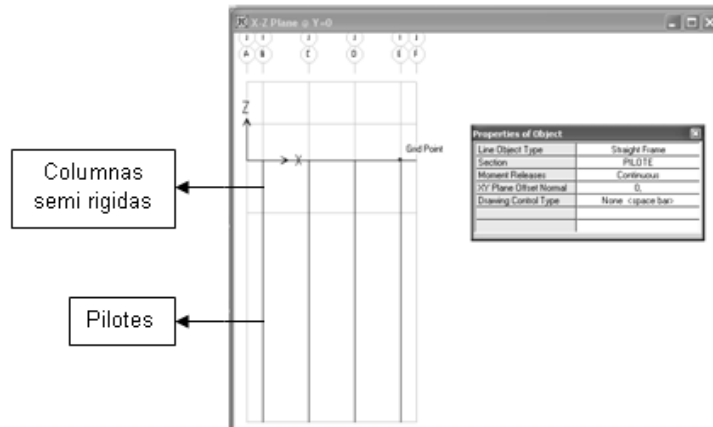 X-Z Plane @ Y=0
A B C D E F
Z
X
Grid Point
Columnas
semi rigidas
Pilotes
Properties of Object
Line Object Type Straight Frame
Section PILOTE
Moment Releases Continuous
XY Plane Offset Normal 0,
Drawing Control Type None <space bar>